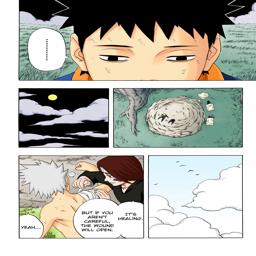 ..........
IT'S
HEALING.
BUT IF YOU
AREN'T
CAREFUL,
THE WOUND
WILL OPEN.
YEAH....